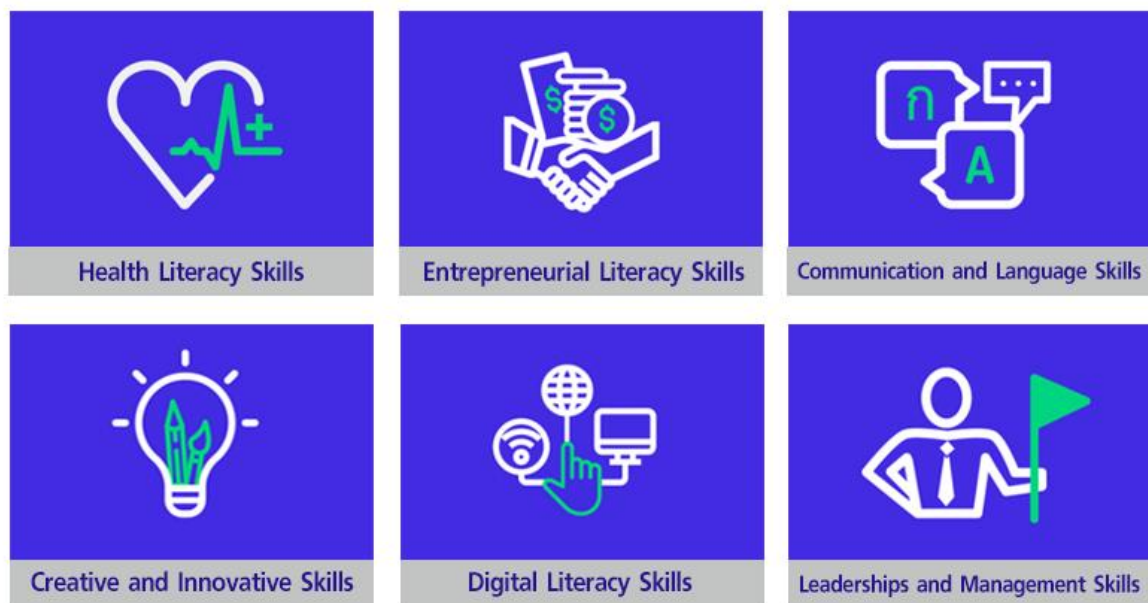 $
$
ก
A
Health Literacy Skills
Entrepreneurial Literacy Skills
Communication and Language Skills
Creative and Innovative Skills
Digital Literacy Skills
Leaderships and Management Skills